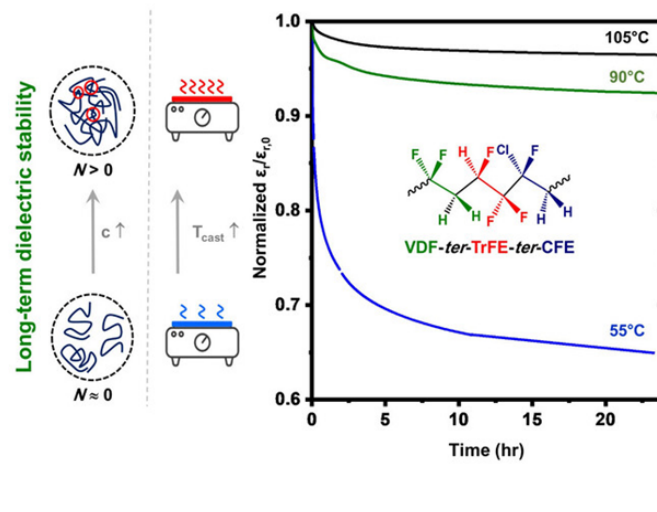 Long-term dielectric stability
N > 0
c ↑
N ≈ 0
T_cast ↑
Normalized ε_r/ε_r,0
1.0
0.9
0.8
0.7
0.6
0
5
10
15
20
Time (hr)
105°C
90°C
55°C
F
F
H
F
Cl
F
H
H
F
F
H
H
VDF-ter-TrFE-ter-CFE